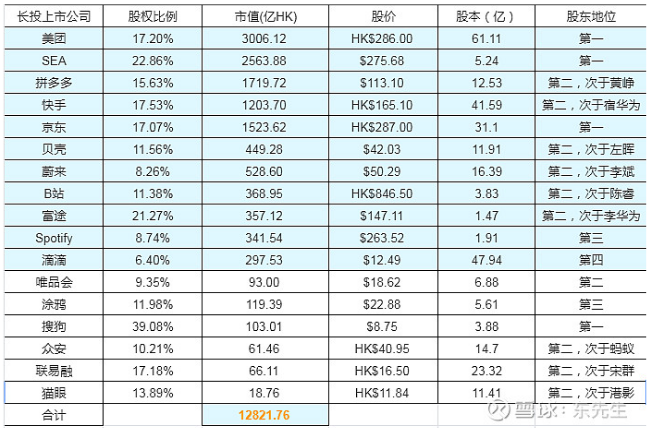 长投上市公司 股权比例 市值(亿HK) 股价 股本（亿） 股东地位
美团 17.20% 3006.12 HK$286.00 61.11 第一
SEA 22.86% 2563.88 $275.68 5.24 第一
拼多多 15.63% 1719.72 $113.10 12.53 第二，次于黄峥
快手 17.53% 1203.70 HK$165.10 41.59 第二，次于宿华为
京东 17.07% 1523.62 HK$287.00 31.1 第一
贝壳 11.56% 449.28 $42.03 11.91 第二，次于左晖
蔚来 8.26% 528.60 $50.29 16.39 第二，次于李斌
B站 11.38% 368.95 HK$846.50 3.83 第二，次于陈睿
富途 21.27% 357.12 $147.11 1.47 第二，次于李华为
Spotify 8.74% 341.54 $263.52 1.91 第三
滴滴 6.40% 297.53 $12.49 47.94 第四
唯品会 9.35% 93.00 $18.62 6.88 第二
涂鸦 11.98% 119.39 $22.88 5.61 第三
搜狗 39.08% 103.01 $8.75 3.88 第一
众安 10.21% 61.46 HK$40.95 14.7 第二，次于蚂蚁
联易融 17.18% 66.11 HK$16.50 23.32 第二，次于宋群
猫眼 13.89% 18.76 HK$11.84 11.41 第二，次于港影
合计 12821.76
雪球：东先生